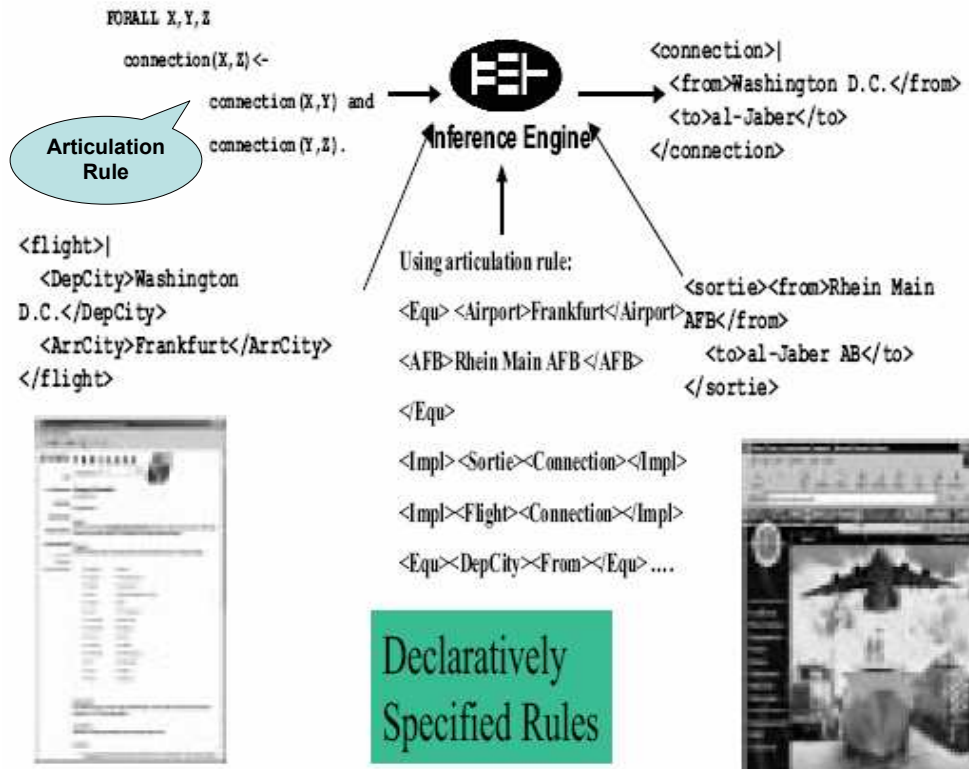 FORALL X,Y,Z
connection(X,Z)<-
connection(X,Y) and
connection(Y,Z).
Articulation
Rule
Inference Engine
<connection>|
<from>Washington D.C.</from>
<to>al-Jaber</to>
</connection>
<flight>|
<DepCity>Washington
D.C.</DepCity>
<ArrCity>Frankfurt</ArrCity>
</flight>
Using articulation rule:
<Equ> <Airport>Frankfurt</Airport>
<AFB>Rhein Main AFB </AFB>
</Equ>
<Impl><Sortie><Connection></Impl>
<Impl><Flight><Connection></Impl>
<Equ><DepCity><From></Equ> ....
<sortie><from>Rhein Main
AFB</from>
<to>al-Jaber AB</to>
</sortie>
Declaratively
Specified Rules